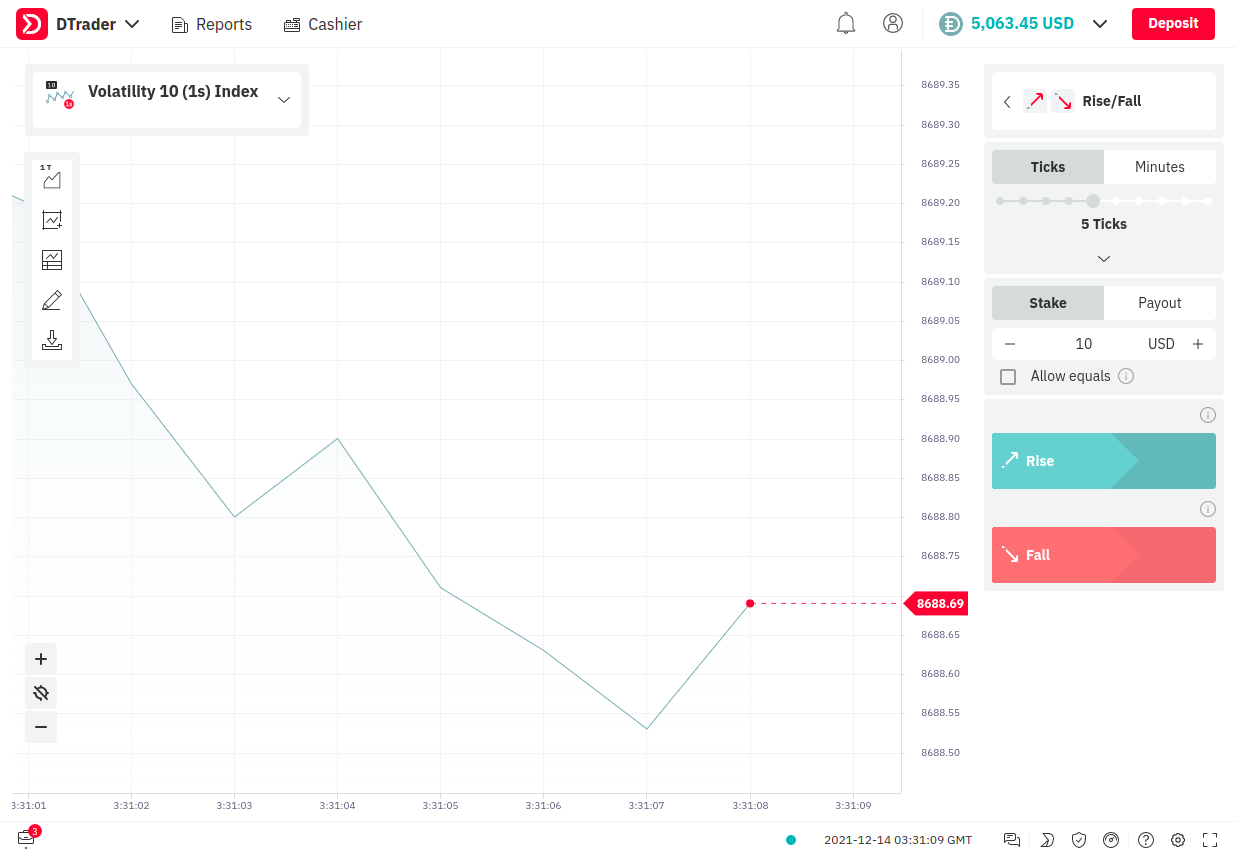 DTrader
Reports
Cashier
5,063.45 USD
Deposit
10
1s
Volatility 10 (1s) Index
1 T
8689.35
8689.30
8689.25
8689.20
8689.15
8689.10
8689.05
8689.00
8688.95
8688.90
8688.85
8688.80
8688.75
8688.69
8688.65
8688.60
8688.55
8688.50
3:31:01
3:31:02
3:31:03
3:31:04
3:31:05
3:31:06
3:31:07
3:31:08
3:31:09
Rise/Fall
Ticks Minutes
5 Ticks
Stake Payout
10 USD
Allow equals
Rise
Fall
3
2021-12-14 03:31:09 GMT